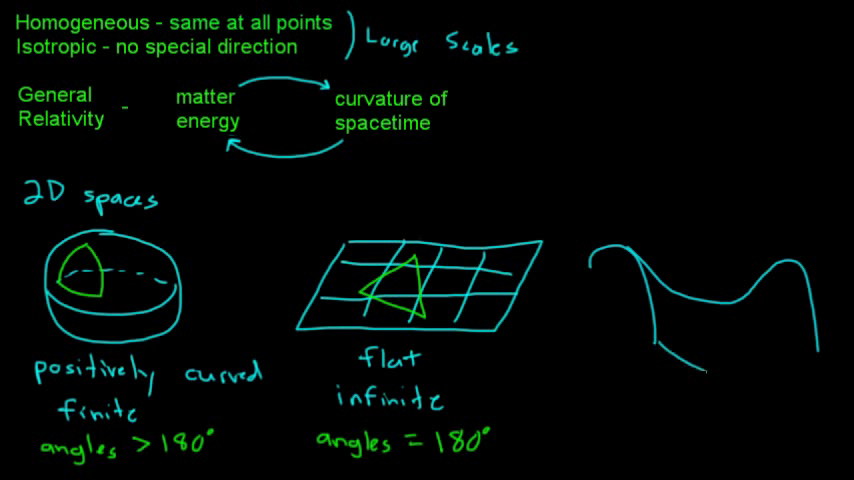 Homogeneous - same at all points
Isotropic - no special direction
Large Scales
General Relativity - matter energy
curvature of spacetime
2D spaces
positively curved
finite
angles > 180°
flat
infinite
angles = 180°